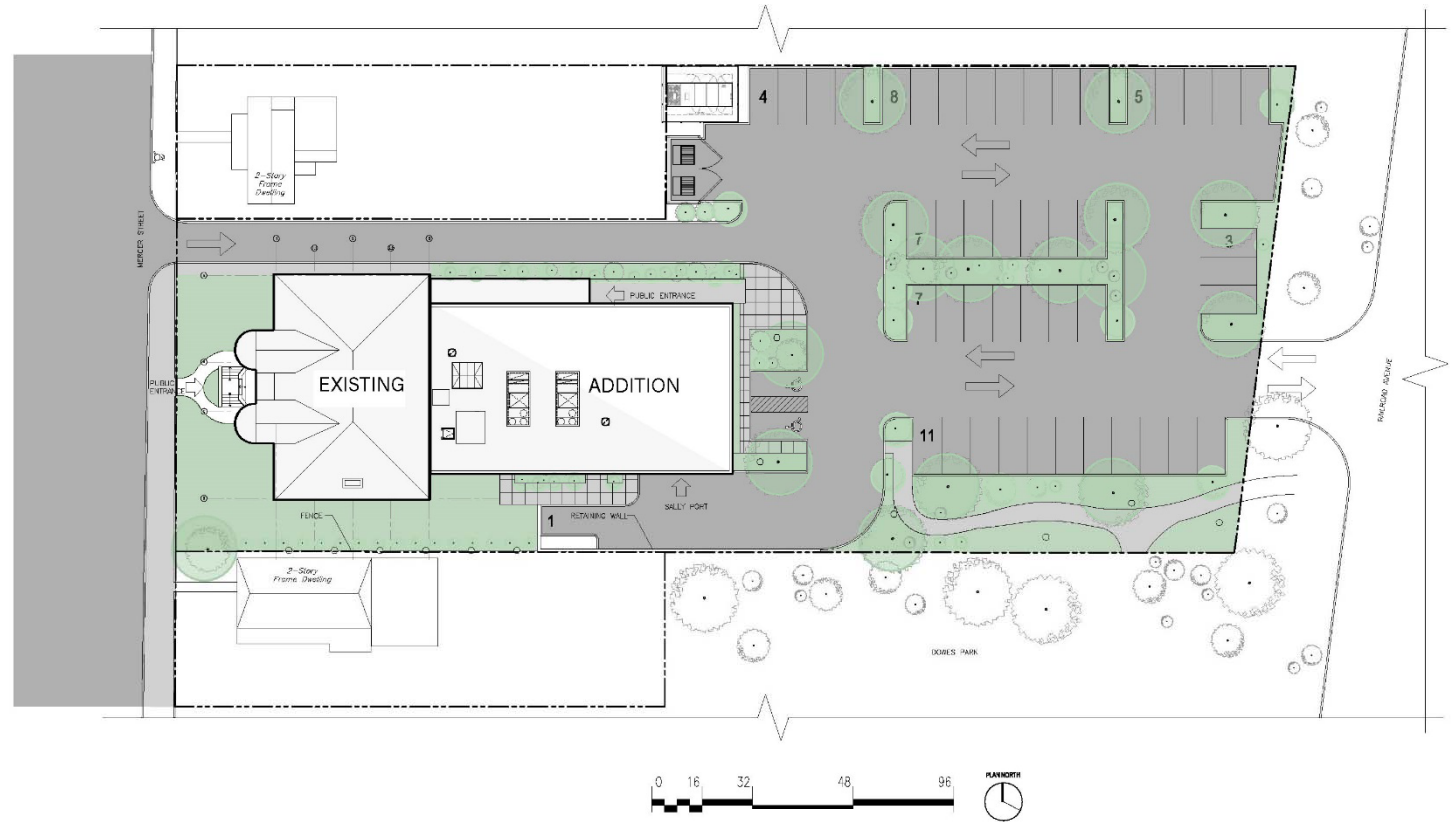 4
8
5
2-Story
Frame
Dwelling
MERCER STREET
7
3
PUBLIC ENTRANCE
7
EXISTING
ADDITION
PUBLIC
ENTRANCE
RAILROAD AVENUE
11
SALLY PORT
FENCE
1
RETAINING WALL
2-Story
Frame Dwelling
DOWES PARK
0 16 32 48 96
PLAN NORTH